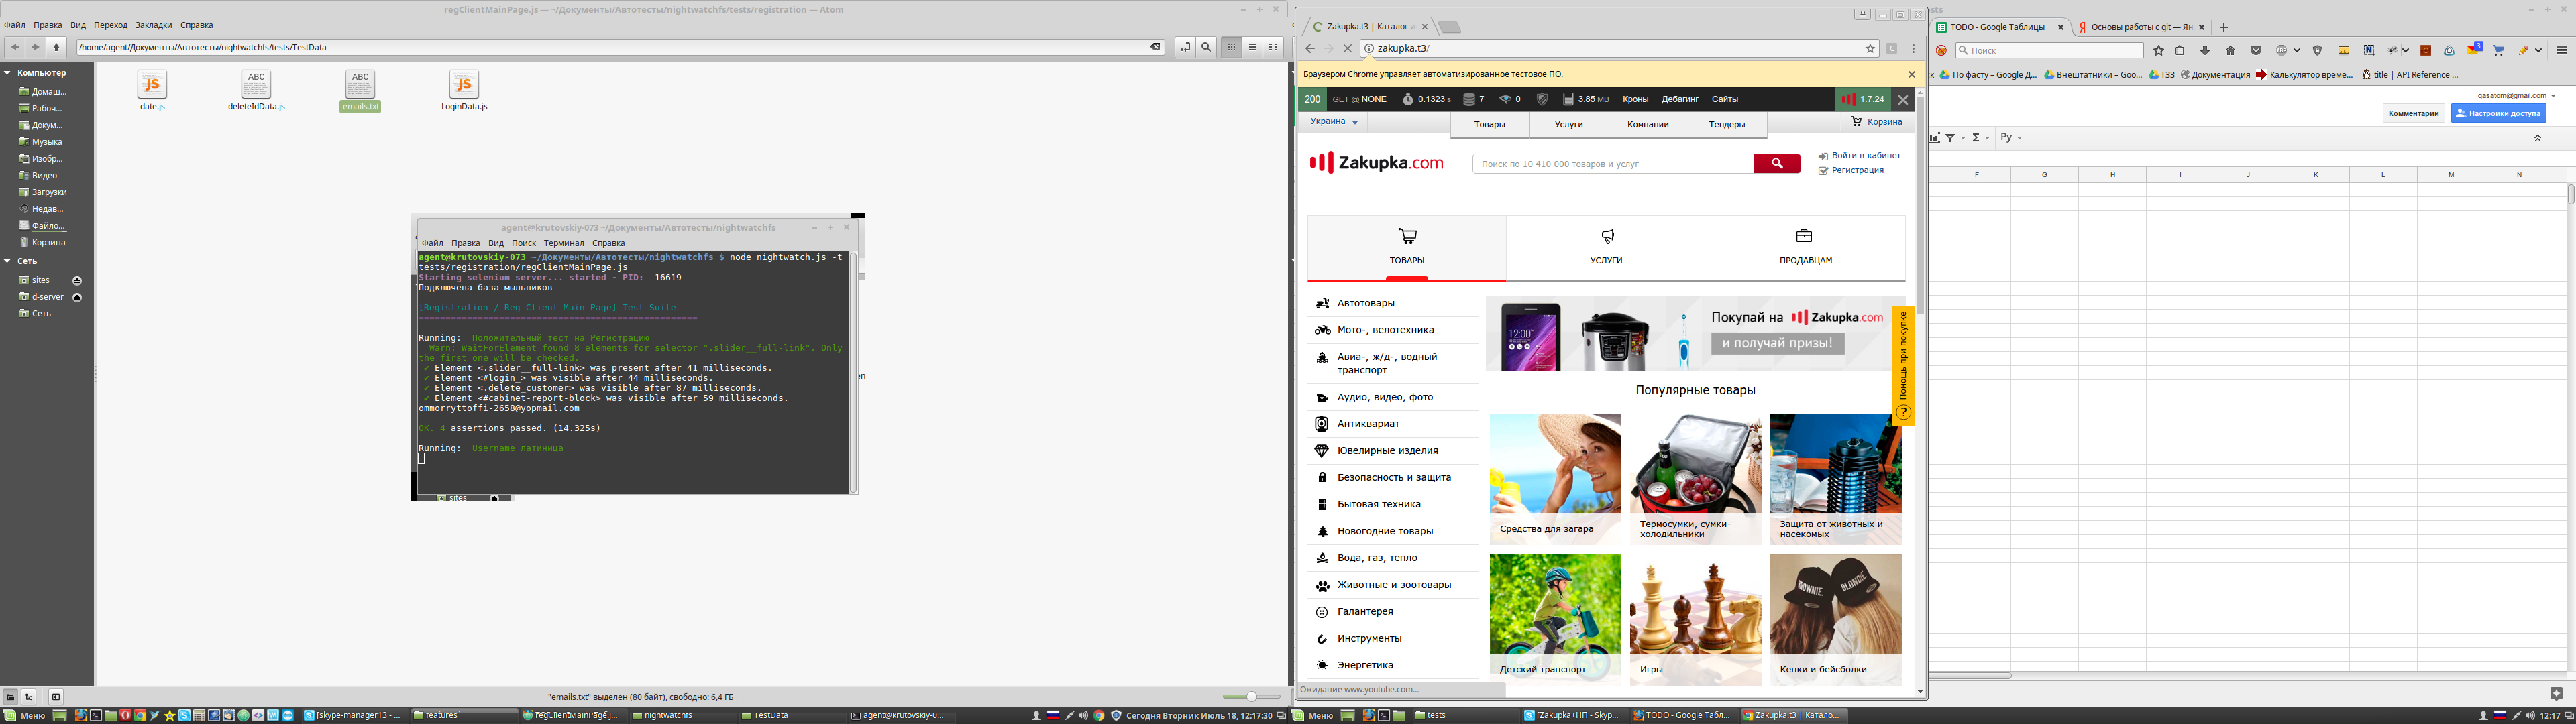 regClientMainPage.js — ~/Документы/Автотесты/nightwatchfs/tests/registration — Atom
Файл Правка Вид Переход Закладки Справка
/home/agent/Документы/Автотесты/nightwatchfs/tests/TestData
Компьютер
Домаш...
Рабоч...
Докум...
Музыка
Изобр...
Видео
Загрузки
Недав...
Файло...
Корзина
Сеть
sites
d-server
Сеть
date.js
deleteIdData.js
emails.txt
LoginData.js
agent@krutovskiy-073 ~/Документы/Автотесты/nightwatchfs
Файл Правка Вид Поиск Терминал Справка
agent@krutovskiy-073 ~/Документы/Автотесты/nightwatchfs $ node nightwatch.js -t
tests/registration/regClientMainPage.js
Starting selenium server... started - PID: 16619
Подключена база мыльников
[Registration / Reg Client Main Page] Test Suite
====================================================
Running: Положительный тест на Регистрацию
Warn: WaitForElement found 8 elements for selector ".slider__full-link". Only
the first one will be checked.
✔ Element <.slider__full-link> was present after 41 milliseconds.
✔ Element <#login_> was visible after 44 milliseconds.
✔ Element <.delete_customer> was visible after 87 milliseconds.
✔ Element <#cabinet-report-block> was visible after 59 milliseconds.
ommorryttoffi-2658@yopmail.com
OK. 4 assertions passed. (14.325s)
Running: Username латиница
sites
"emails.txt" выделен (80 байт), свободно: 6,4 ГБ
Меню [skype-manager13 - ... features regClientMainPage.j... nightwatchfs TestData agent@krutovskiy-0... Сегодня Вторник Июль 18, 12:17:30
Zakupka.t3 | Каталог и
zakupka.t3/
Браузером Chrome управляет автоматизированное тестовое ПО.
200 GET @ NONE 0.1323 s 7 0 3.85 MB Кроны Дебагинг Сайты 1.7.24
Украина Товары Услуги Компании Тендеры Корзина
Zakupka.com
Поиск по 10 410 000 товаров и услуг
Войти в кабинет
Регистрация
ТОВАРЫ УСЛУГИ ПРОДАВЦАМ
Автотовары
Мото-, велотехника
Авиа-, ж/д-, водный
транспорт
Аудио, видео, фото
Антиквариат
Ювелирные изделия
Безопасность и защита
Бытовая техника
Новогодние товары
Вода, газ, тепло
Животные и зоотовары
Галантерея
Инструменты
Энергетика
12:00
Покупай на Zakupka.com
и получай призы!
Помощь при покупке
?
Популярные товары
Средства для загара
Термосумки, сумки-
холодильники
Защита от животных и
насекомых
BROWNIE. BLONDIE.
Детский транспорт
Игры
Кепки и бейсболки
Ожидание www.youtube.com...
Меню tests [Zakupka+НП - Skyp... TODO - Google Табл... Zakupka.t3 | Катало... 12:17
TODO - Google Таблицы
Основы работы с git — Ян
Поиск
3
По фасту – Google Д...
Внештатники – Goo...
ТЗЗ
Документация
Калькулятор време...
title | API Reference ...
qasatom@gmail.com
Комментарии
Настройки доступа
Σ Ру
F G H I J K L M N